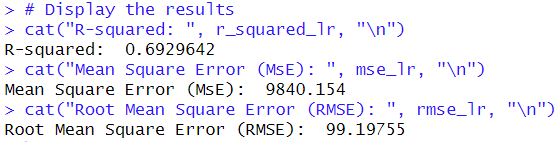 > # Display the results
> cat("R-squared: ", r_squared_lr, "\n")
R-squared:  0.6929642
> cat("Mean Square Error (MsE): ", mse_lr, "\n")
Mean Square Error (MsE):  9840.154
> cat("Root Mean Square Error (RMSE): ", rmse_lr, "\n")
Root Mean Square Error (RMSE):  99.19755